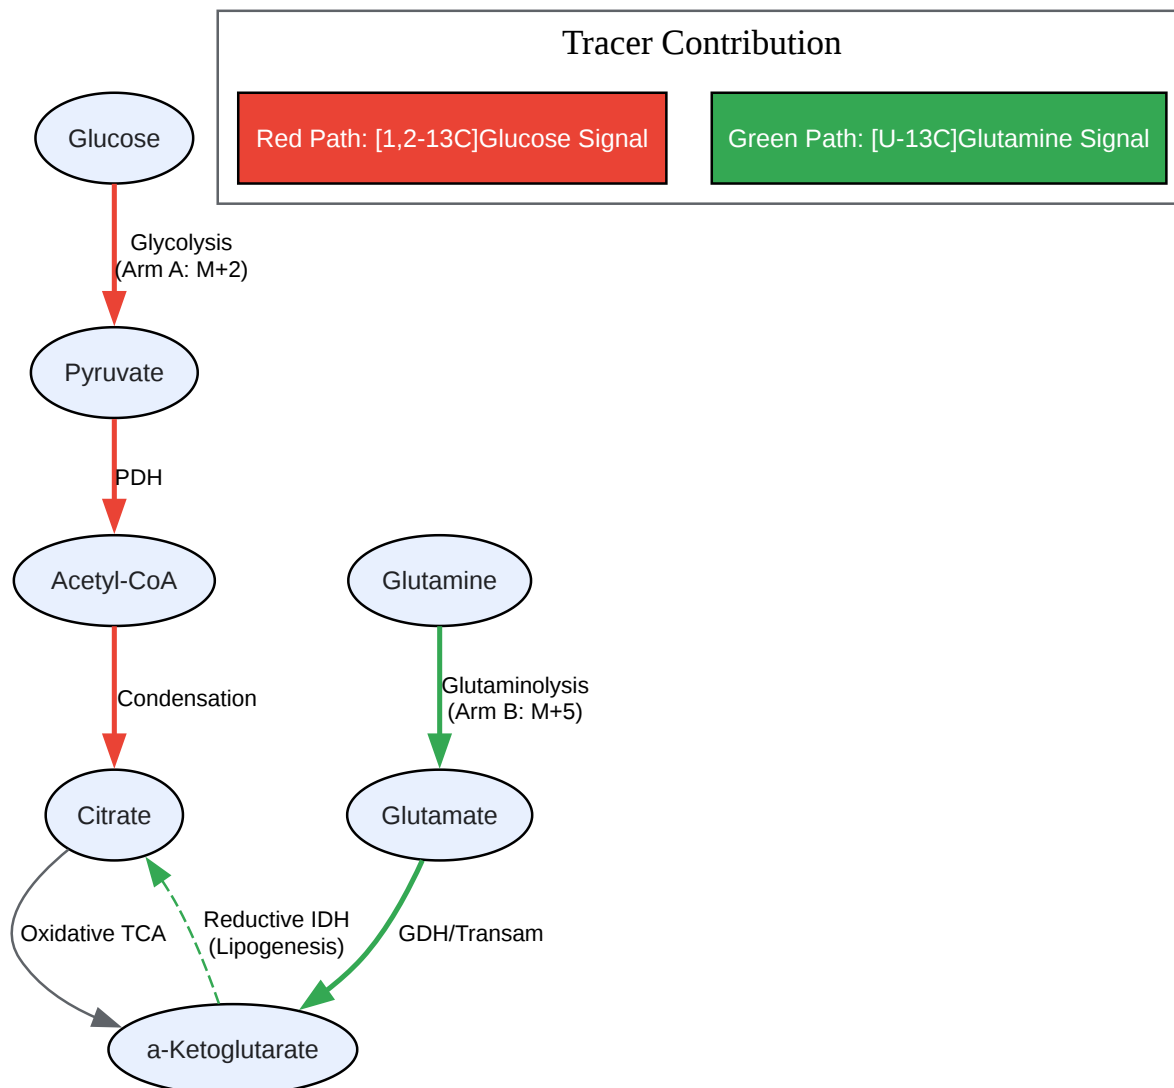 Tracer Contribution
Red Path: [1,2-13C]Glucose Signal
Green Path: [U-13C]Glutamine Signal
Glucose
Glycolysis
(Arm A: M+2)
Pyruvate
PDH
Acetyl-CoA
Glutamine
Condensation
Glutaminolysis
(Arm B: M+5)
Citrate
Glutamate
Oxidative TCA
Reductive IDH
(Lipogenesis)
GDH/Transam
a-Ketoglutarate